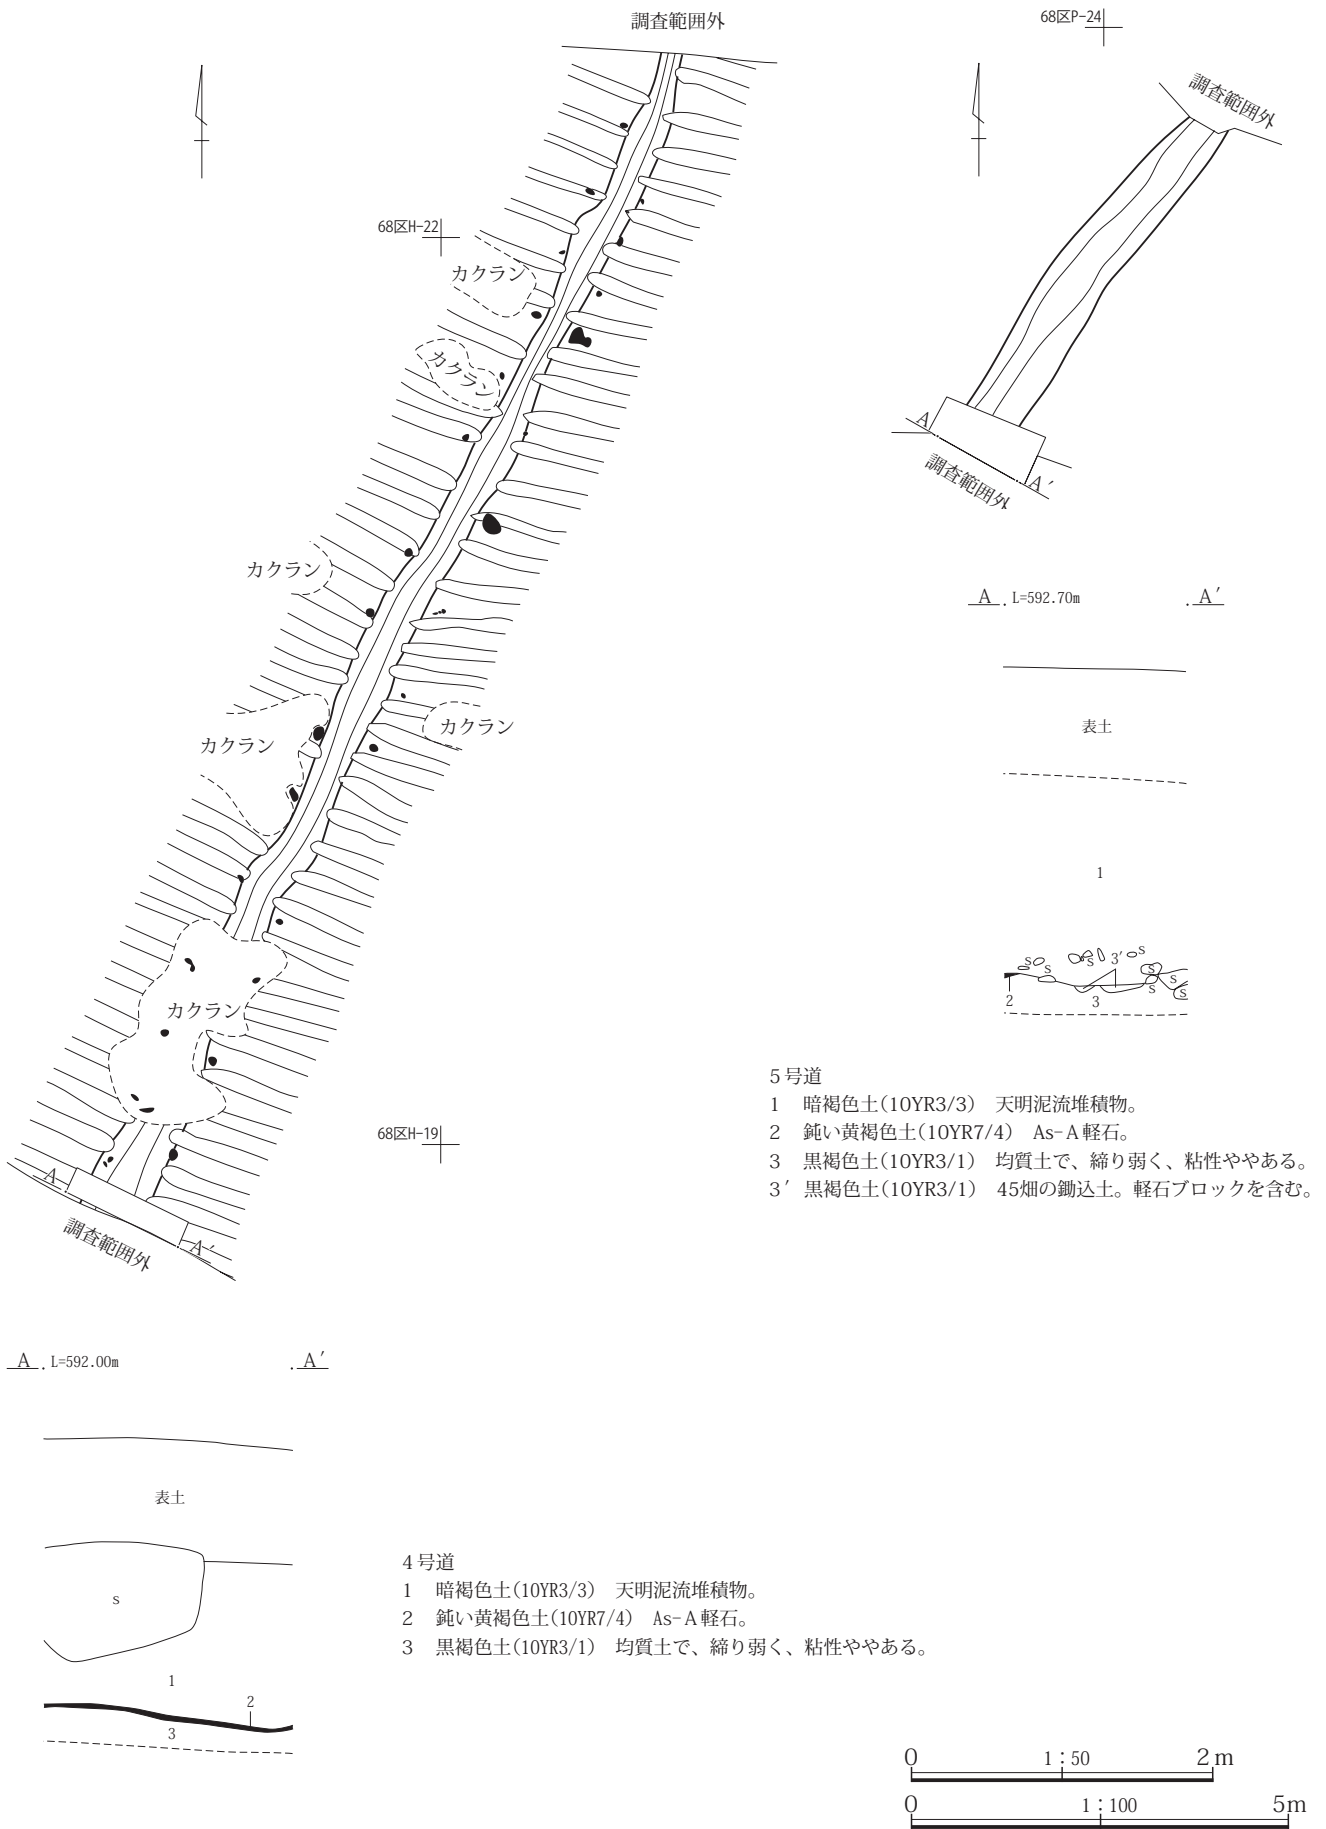 調査範囲外
68区P-24
調査範囲外
68区H-22
カクラン
カクラン
A
調査範囲外
A′
カクラン
A . L=592.70m . A′
カクラン
カクラン
表土
1
カクラン
S
S
S
S
3′
S
S
S
S
2
3
5号道
1 暗褐色土(10YR3/3) 天明泥流堆積物。
2 鈍い黄褐色土(10YR7/4) As-A軽石。
3 黒褐色土(10YR3/1) 均質土で、締り弱く、粘性ややある。
3′ 黒褐色土(10YR3/1) 45畑の鋤込土。軽石ブロックを含む。
68区H-19
A
調査範囲外
A′
A . L=592.00m . A′
表土
S
1
2
3
4号道
1 暗褐色土(10YR3/3) 天明泥流堆積物。
2 鈍い黄褐色土(10YR7/4) As-A軽石。
3 黒褐色土(10YR3/1) 均質土で、締り弱く、粘性ややある。
0 1：50 2m
0 1：100 5m